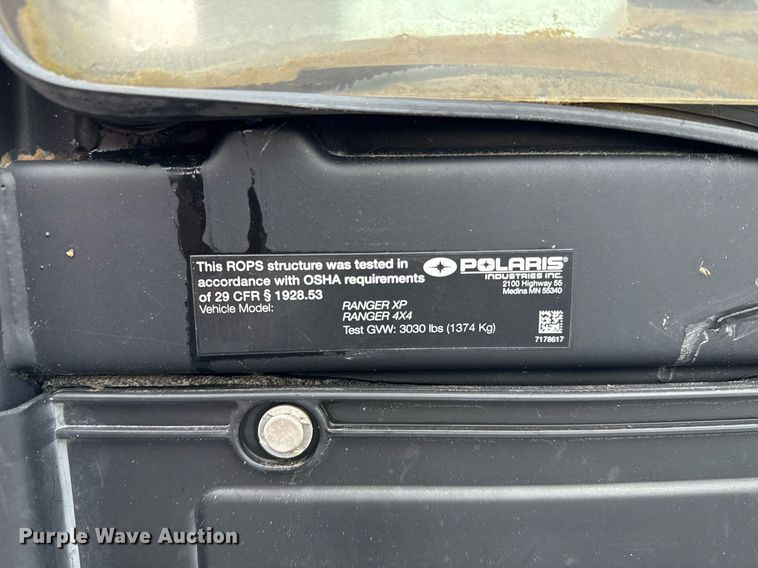 This ROPS structure was tested in
accordance with OSHA requirements
of 29 CFR § 1928.53
Vehicle Model:
RANGER XP
RANGER 4X4
Test GVW: 3030 lbs (1374 Kg)
POLARIS
INDUSTRIES INC.
2100 Highway 55
Medina MN 55340
7178617
Purple Wave Auction